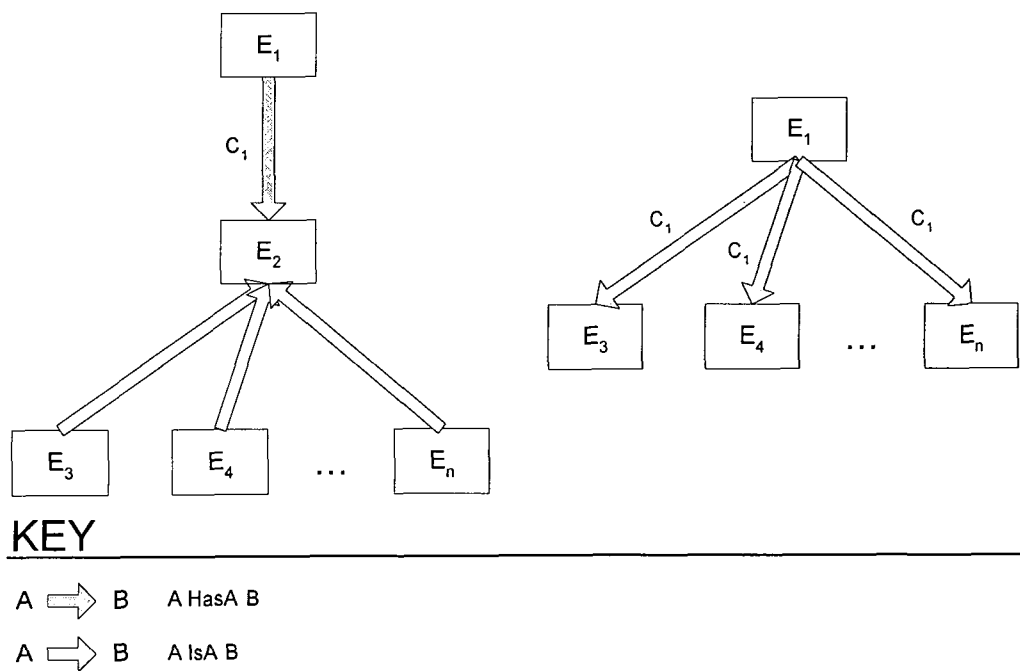 E₁
C₁
E₂
E₃ E₄ ... Eₙ
E₁
C₁ C₁ C₁
E₃ E₄ ... Eₙ
KEY
A B A HasA B
A B A IsA B